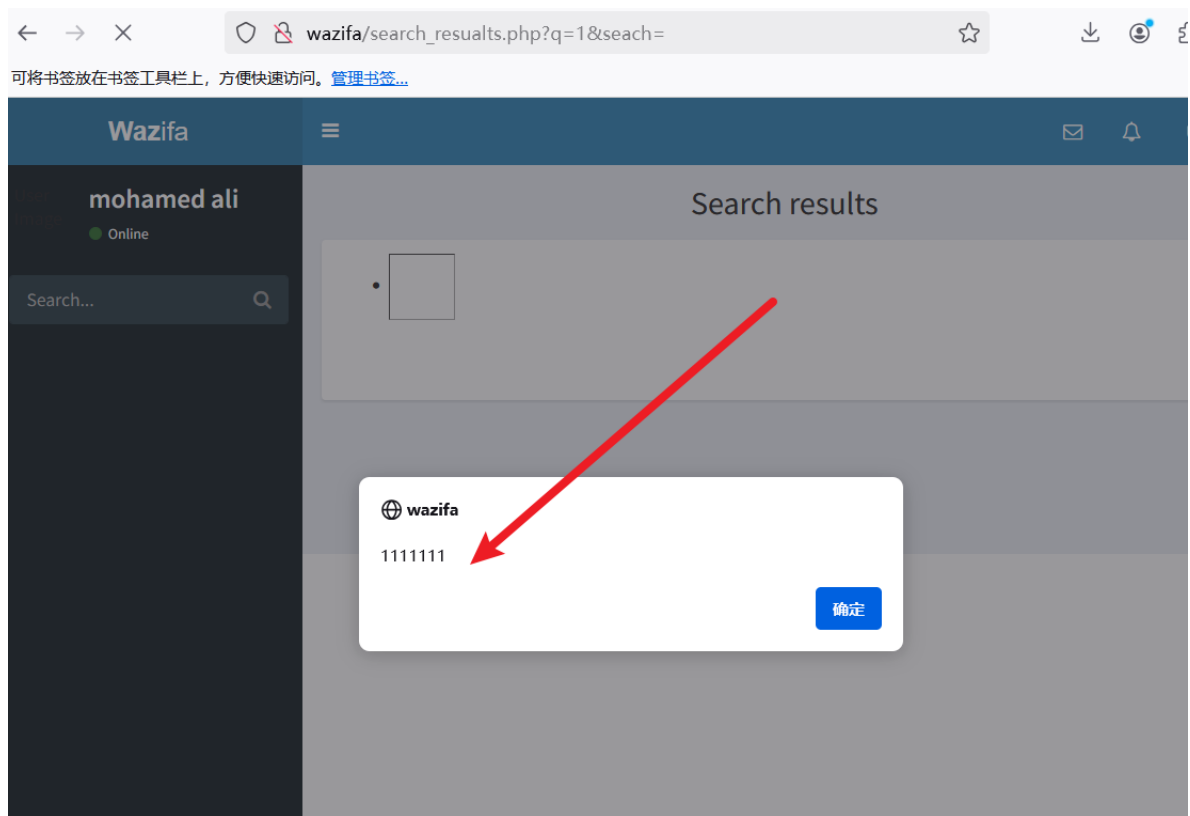 wazifa/search_resualts.php?q=1&seach=
可将书签放在书签工具栏上，方便快速访问。管理书签...
Wazifa
mohamed ali
Online
Search...
Search results
wazifa
1111111
确定